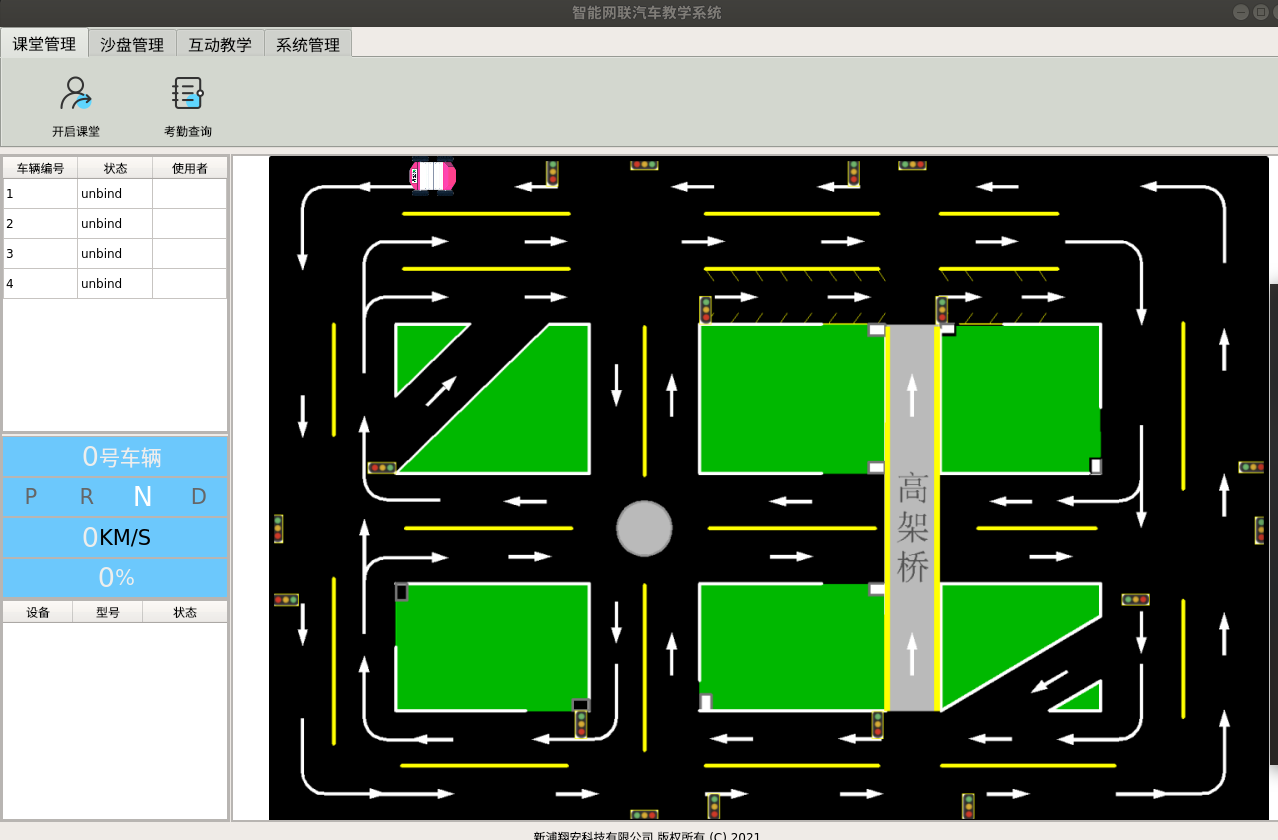 智能网联汽车教学系统
课堂管理 沙盘管理 互动教学 系统管理
开启课堂 考勤查询
车辆编号 状态 使用者
1 unbind
2 unbind
3 unbind
4 unbind
0号车辆
P R N D
0KM/S
0%
设备 型号 状态
高
架
桥
新浦翔安科技有限公司 版权所有 (C) 2021